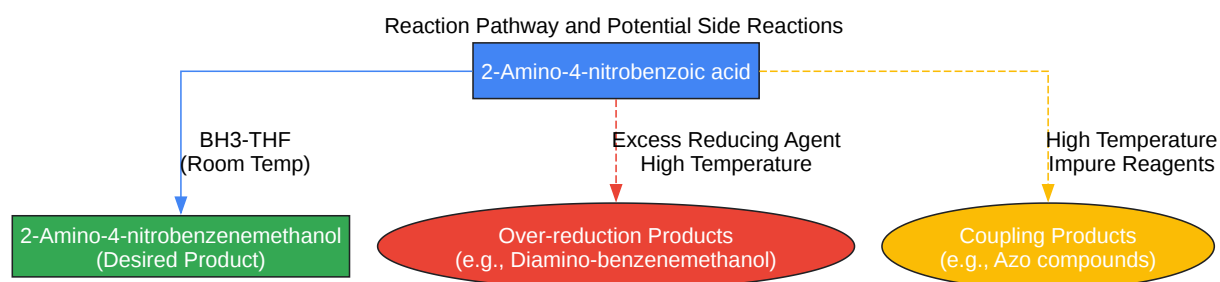 Reaction Pathway and Potential Side Reactions
2-Amino-4-nitrobenzoic acid
BH3-THF
(Room Temp)
Excess Reducing Agent
High Temperature
High Temperature
Impure Reagents
2-Amino-4-nitrobenzenemethanol
(Desired Product)
Over-reduction Products
(e.g., Diamino-benzenemethanol)
Coupling Products
(e.g., Azo compounds)